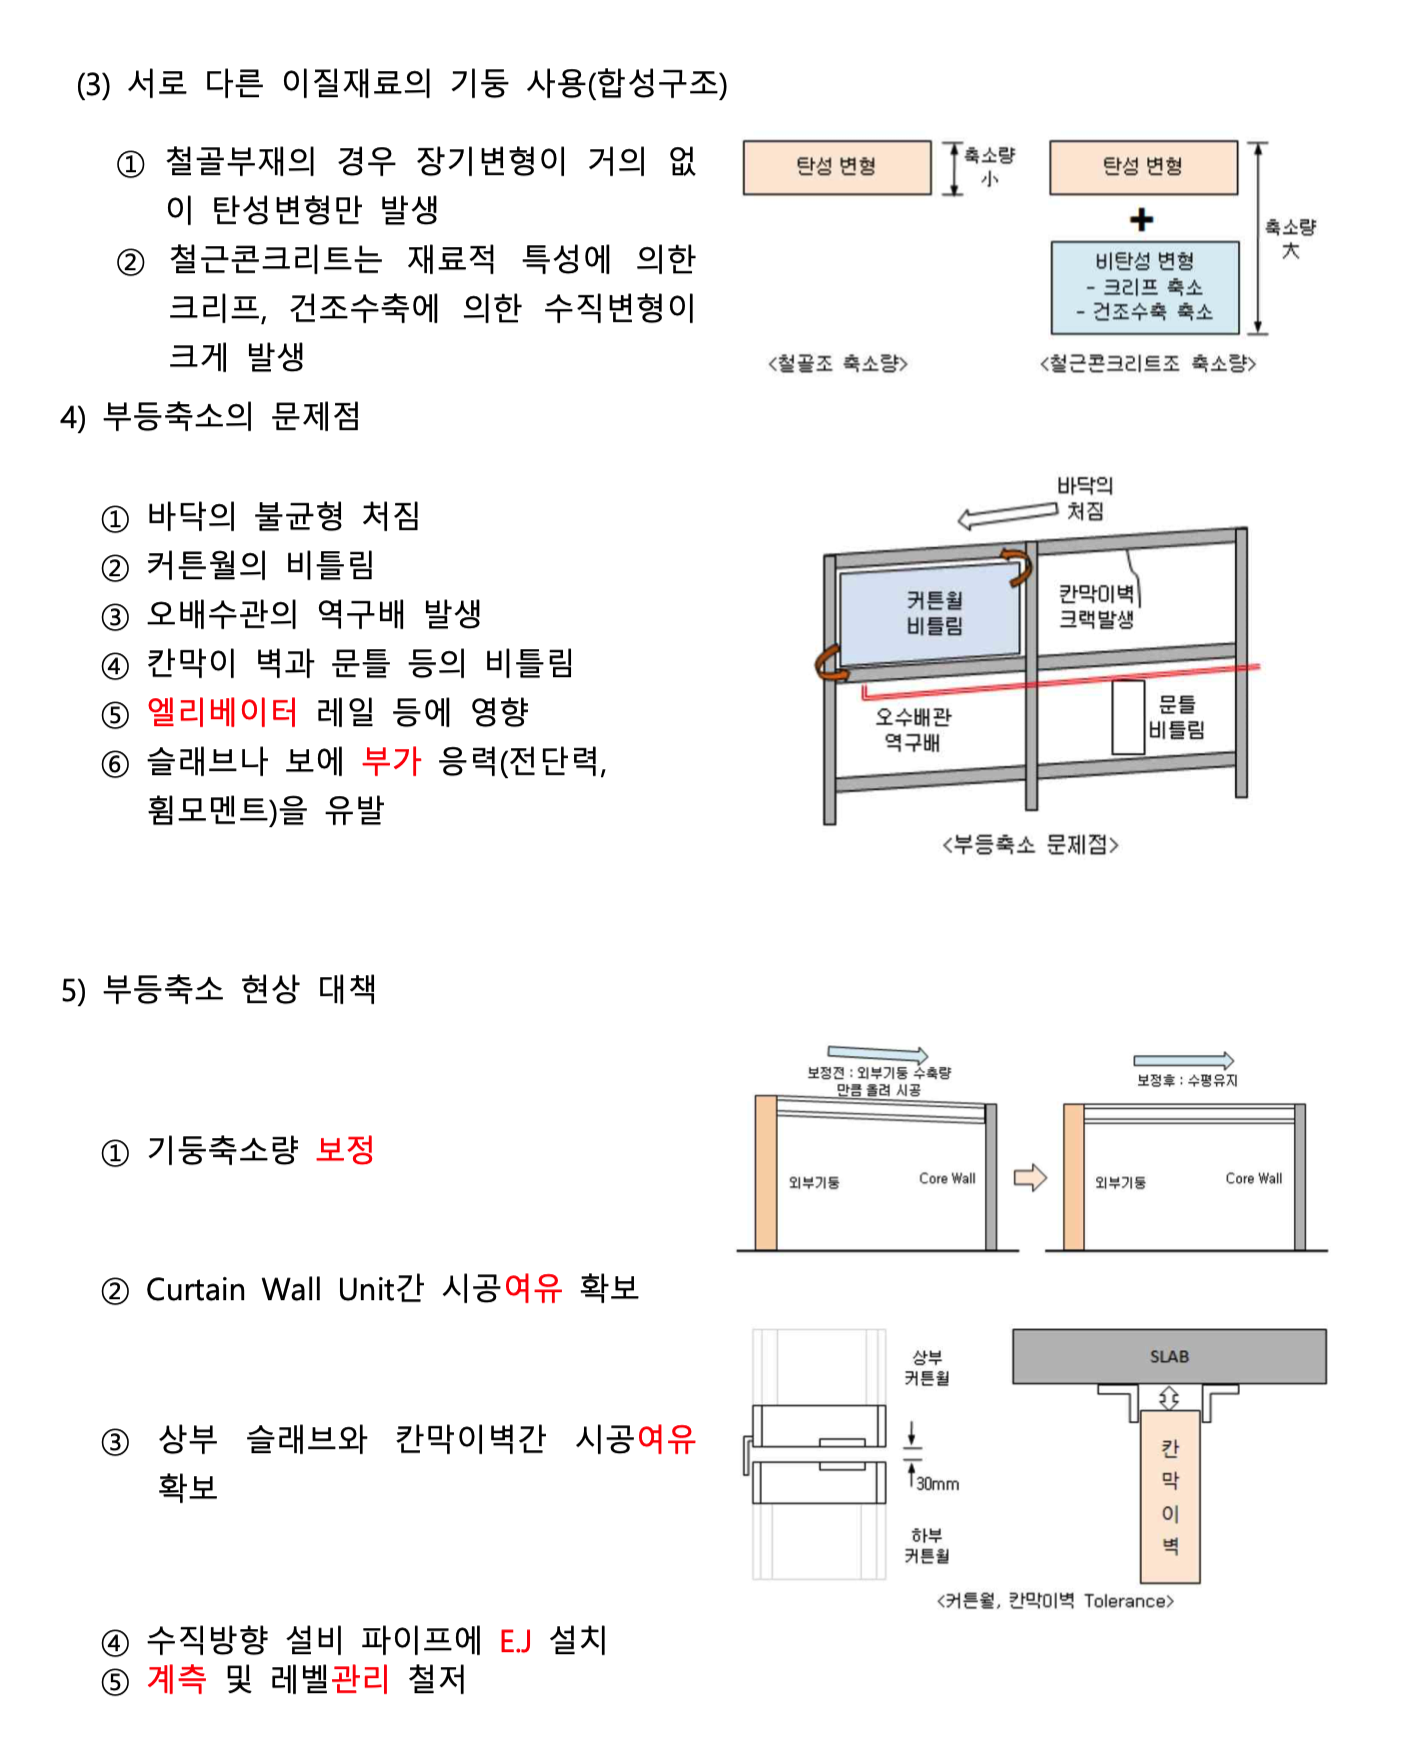 (3) 서로 다른 이질재료의 기둥 사용(합성구조)
① 철골부재의 경우 장기변형이 거의 없
이 탄성변형만 발생
② 철근콘크리트는 재료적 특성에 의한
크리프, 건조수축에 의한 수직변형이
크게 발생
탄성 변형
축소량
小
<철골조 축소량>
탄성 변형
+
비탄성 변형
- 크리프 축소
- 건조수축 축소
축소량
大
<철근콘크리트조 축소량>
4) 부등축소의 문제점
① 바닥의 불균형 처짐
② 커튼월의 비틀림
③ 오배수관의 역구배 발생
④ 칸막이 벽과 문틀 등의 비틀림
⑤ 엘리베이터 레일 등에 영향
⑥ 슬래브나 보에 부가 응력(전단력,
휨모멘트)을 유발
바닥의
처짐
커튼월
비틀림
칸막이벽
크랙발생
오수배관
역구배
문틀
비틀림
<부등축소 문제점>
5) 부등축소 현상 대책
① 기둥축소량 보정
보정전 : 외부기둥 수축량
만큼 올려 시공
외부기둥
Core Wall
보정후 : 수평유지
외부기둥
Core Wall
② Curtain Wall Unit간 시공여유 확보
③ 상부 슬래브와 칸막이벽간 시공여유
확보
상부
커튼월
30mm
하부
커튼월
SLAB
칸
막
이
벽
<커튼월, 칸막이벽 Tolerance>
④ 수직방향 설비 파이프에 E.J 설치
⑤ 계측 및 레벨관리 철저